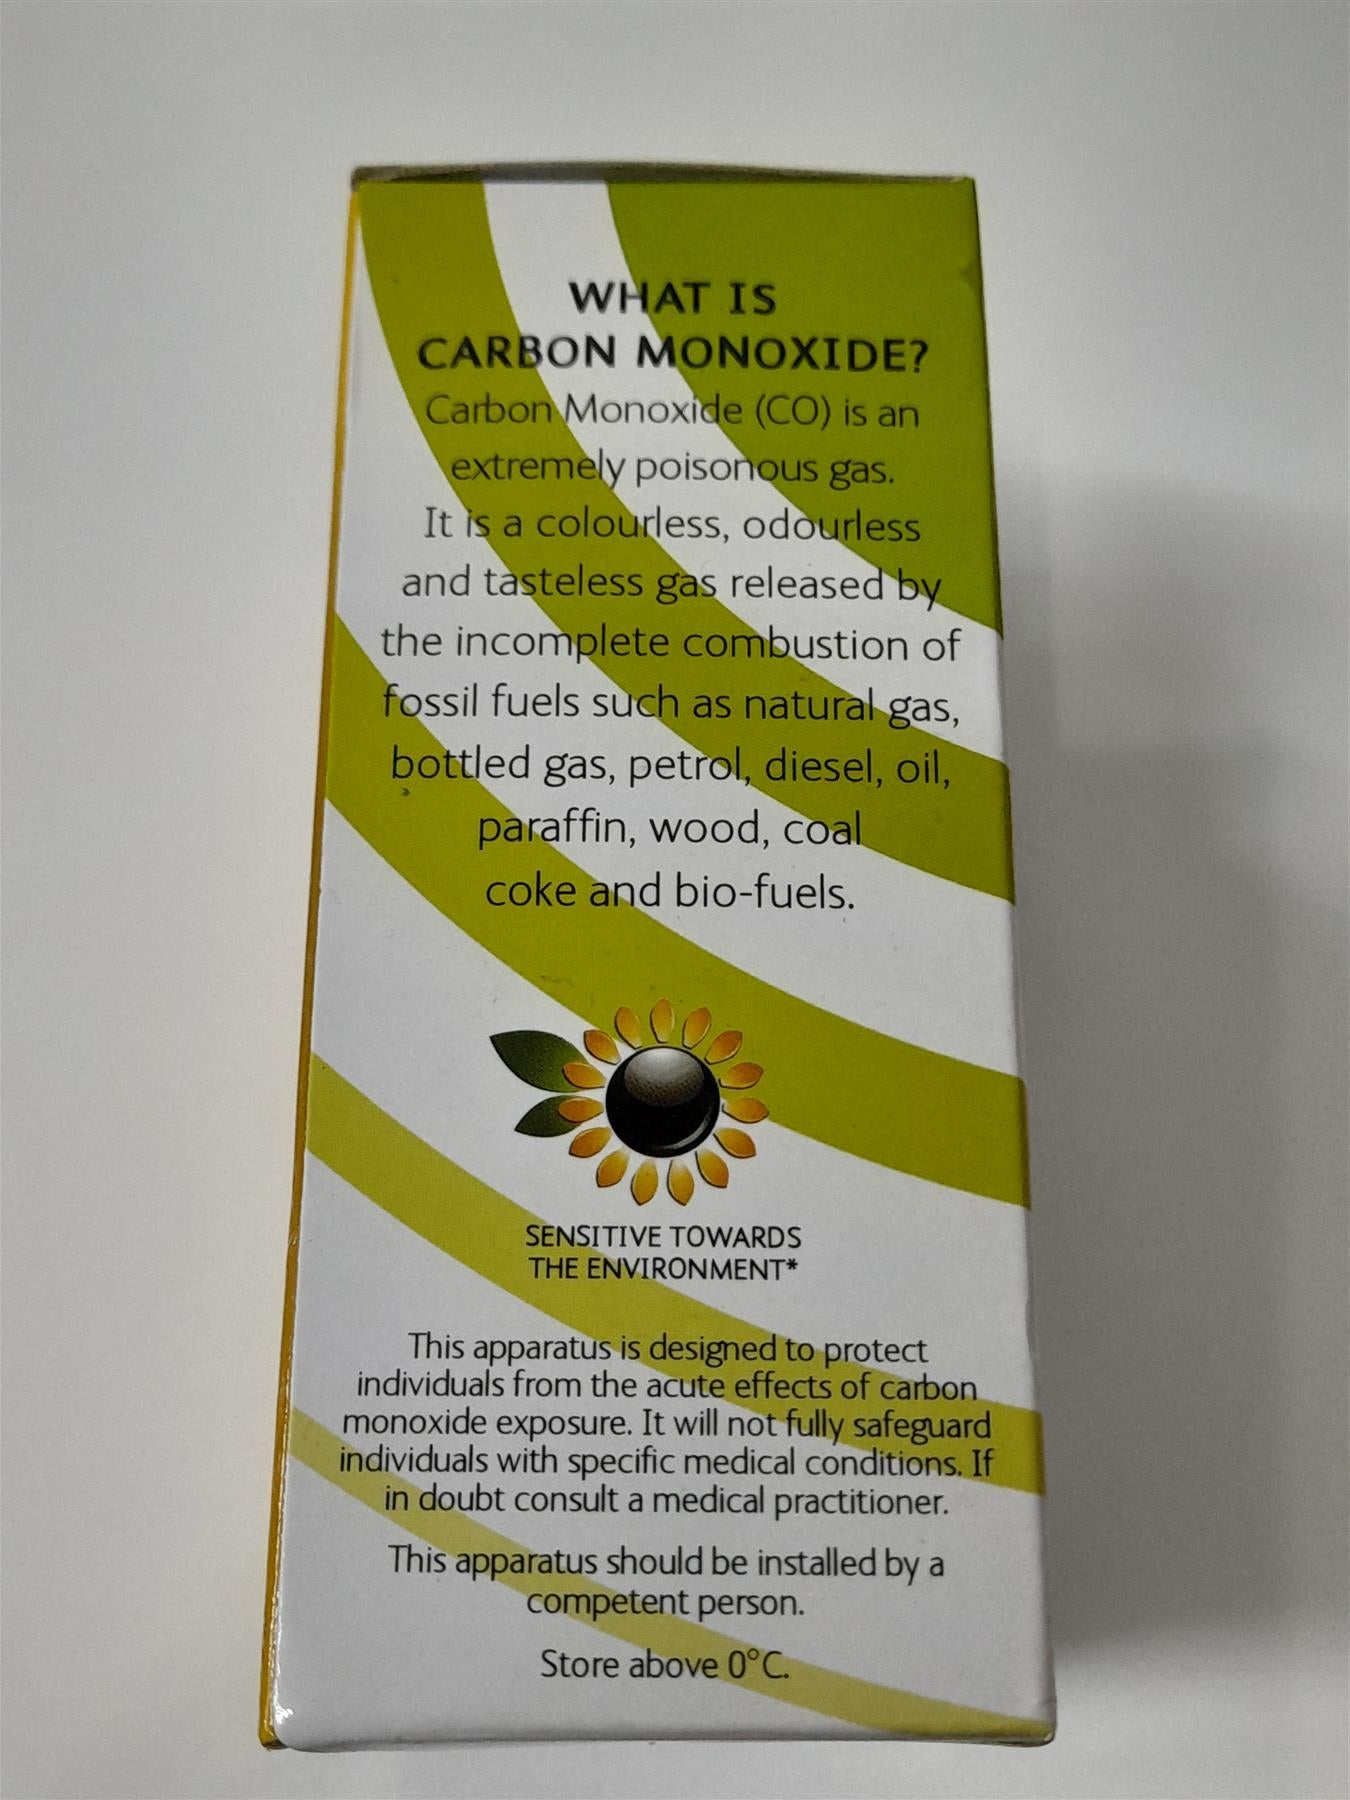 WHAT IS
CARBON MONOXIDE?
Carbon Monoxide (CO) is an
extremely poisonous gas.
It is a colourless, odourless
and tasteless gas released by
the incomplete combustion of
fossil fuels such as natural gas,
bottled gas, petrol, diesel, oil,
paraffin, wood, coal
coke and bio-fuels.
SENSITIVE TOWARDS
THE ENVIRONMENT*
This apparatus is designed to protect
individuals from the acute effects of carbon
monoxide exposure. It will not fully safeguard
individuals with specific medical conditions. If
in doubt consult a medical practitioner.
This apparatus should be installed by a
competent person.
Store above 0°C.